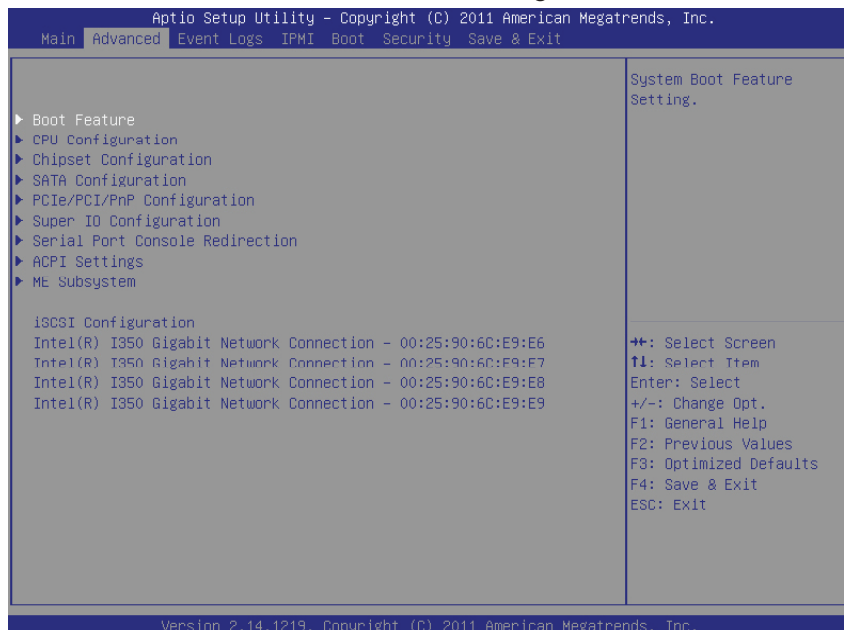 Aptio Setup Utility – Copyright (C) 2011 American Megatrends, Inc.
Main Advanced Event Logs IPMI Boot Security Save & Exit
System Boot Feature
Setting.
▶ Boot Feature
▶ CPU Configuration
▶ Chipset Configuration
▶ SATA Configuration
▶ PCIe/PCI/PnP Configuration
▶ Super IO Configuration
▶ Serial Port Console Redirection
▶ ACPI Settings
▶ ME Subsystem
iSCSI Configuration
Intel(R) I350 Gigabit Network Connection – 00:25:90:6C:E9:E6
Intel(R) I350 Gigabit Network Connection – 00:25:90:6C:E9:E7
Intel(R) I350 Gigabit Network Connection – 00:25:90:6C:E9:E8
Intel(R) I350 Gigabit Network Connection – 00:25:90:6C:E9:E9
→←: Select Screen
↑↓: Select Item
Enter: Select
+/-: Change Opt.
F1: General Help
F2: Previous Values
F3: Optimized Defaults
F4: Save & Exit
ESC: Exit
Version 2.14.1219. Copyright (C) 2011 American Megatrends, Inc.